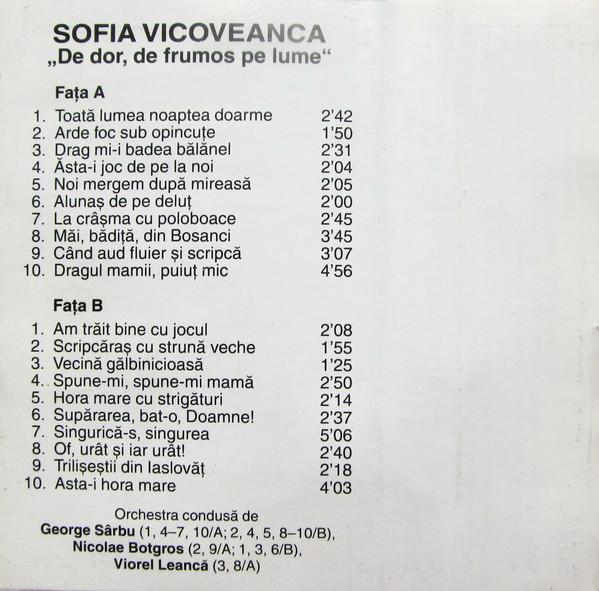 SOFIA VICOVEANCA
„De dor, de frumos pe lume“
Fața A
1. Toată lumea noaptea doarme 2'42
2. Arde foc sub opincuțe 1'50
3. Drag mi-i badea bălănel 2'31
4. Ăsta-i joc de pe la noi 2'04
5. Noi mergem după mireasă 2'05
6. Alunaș de pe deluț 2'00
7. La crâșma cu poloboace 2'45
8. Măi, bădiță, din Bosanci 3'45
9. Când aud fluier și scripcă 3'07
10. Dragul mamii, puiuț mic 4'56
Fața B
1. Am trăit bine cu jocul 2'08
2. Scripcăraș cu strună veche 1'55
3. Vecină gălbinicioasă 1'25
4. Spune-mi, spune-mi mamă 2'50
5. Hora mare cu strigături 2'14
6. Supărarea, bat-o, Doamne! 2'37
7. Singurică-s, singurea 5'06
8. Of, urât și iar urât! 2'40
9. Trilișeștii din Iaslovăț 2'18
10. Asta-i hora mare 4'03
Orchestra condusă de
George Sârbu (1, 4–7, 10/A; 2, 4, 5, 8–10/B),
Nicolae Botgros (2, 9/A; 1, 3, 6/B),
Viorel Leancă (3, 8/A)